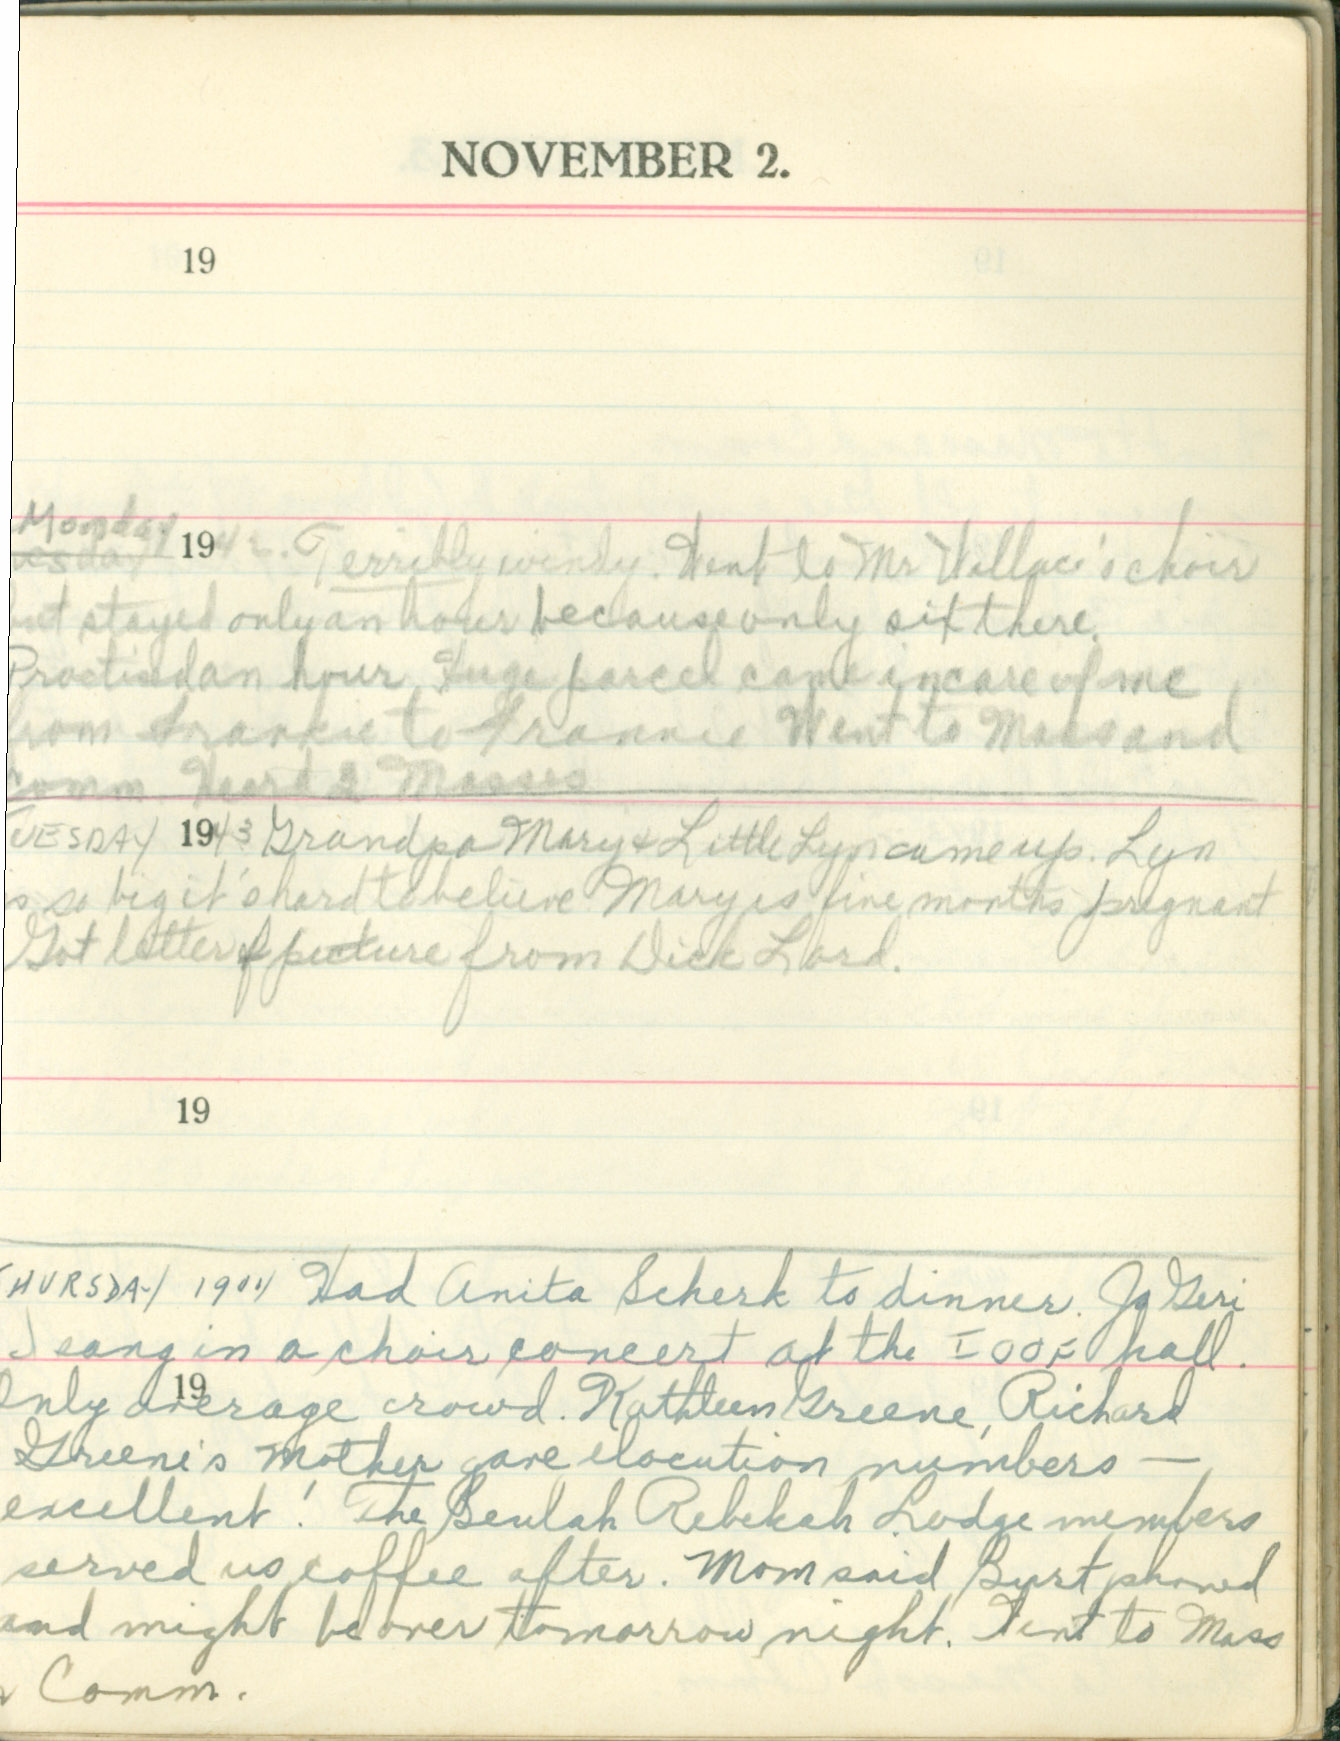 NOVEMBER 2.
19
Monday
uesday 1942. Terribly windy. Went to Mr Wallace's choir
but stayed only an hour because only six there.
Practised an hour. Huge parcel came in care of me
from Frankie to Frannie Went to Mass and
Comm. Heard 2 Masses
TUESDAY 1943 Grandpa Mary & Little Lyn came up. Lyn
is so big it's hard to believe. Mary is five months pregnant
Got letter & picture from Dick Lord.
19
THURSDAY 1944 Had Anita Scherk to dinner. Jo Geri
I sang in a choir concert at the IOOF hall.
19
Only average crowd. Kathleen Greene, Richard
Greene's mother gave elocution numbers —
excellent! The Beulah Rebekah Lodge members
served us coffee after. Mom said Burt phoned
and might be over tomorrow night. Went to Mass
Comm.